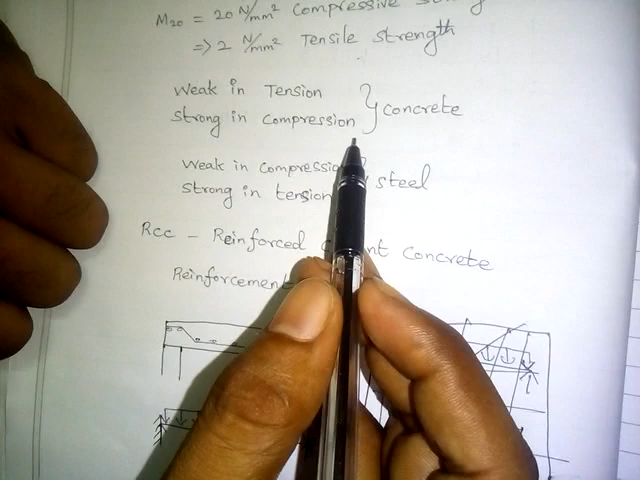 M20 = 20 N/mm² Compressive
=> 2 N/mm² Tensile Strength
Weak in Tension
Strong in Compression } Concrete
Weak in Compression
Strong in tension } Steel
RCC - Reinforced Concrete
Reinforcement